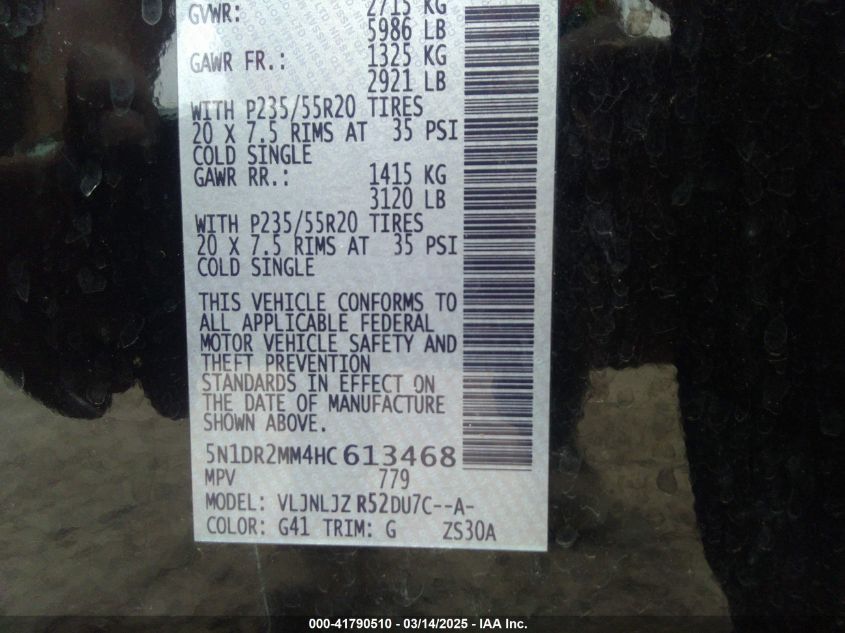 GVWR: 2715 KG
5986 LB
GAWR FR.: 1325 KG
2921 LB
WITH P235/55R20 TIRES
20 X 7.5 RIMS AT 35 PSI
COLD SINGLE
GAWR RR.: 1415 KG
3120 LB
WITH P235/55R20 TIRES
20 X 7.5 RIMS AT 35 PSI
COLD SINGLE
THIS VEHICLE CONFORMS TO
ALL APPLICABLE FEDERAL
MOTOR VEHICLE SAFETY AND
THEFT PREVENTION
STANDARDS IN EFFECT ON
THE DATE OF MANUFACTURE
SHOWN ABOVE.
5N1DR2MM4HC613468
MPV 779
MODEL: VLJNLJZ R52DU7C--A-
COLOR: G41 TRIM: G ZS30A
000-41790510 - 03/14/2025 - IAA Inc.